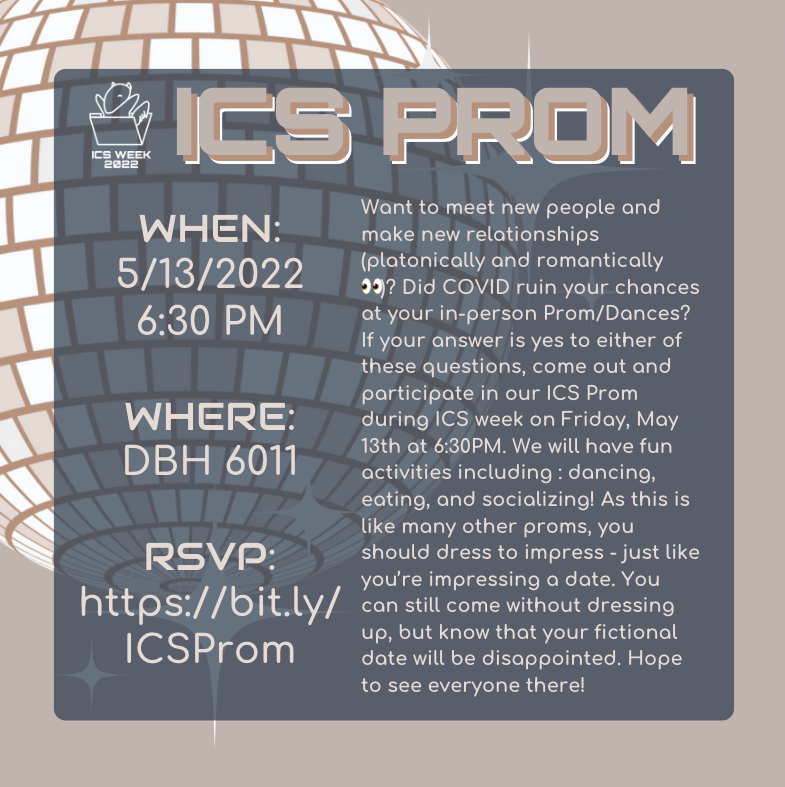 ICS WEEK
2022
ICS PROM
WHEN:
5/13/2022
6:30 PM
WHERE:
DBH 6011
RSVP:
https://bit.ly/
ICSProm
Want to meet new people and
make new relationships
(platonically and romantically
👀)? Did COVID ruin your chances
at your in-person Prom/Dances?
If your answer is yes to either of
these questions, come out and
participate in our ICS Prom
during ICS week on Friday, May
13th at 6:30PM. We will have fun
activities including : dancing,
eating, and socializing! As this is
like many other proms, you
should dress to impress - just like
you’re impressing a date. You
can still come without dressing
up, but know that your fictional
date will be disappointed. Hope
to see everyone there!